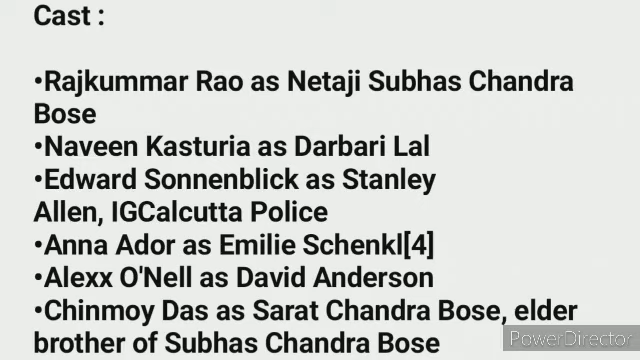 Cast :
•Rajkummar Rao as Netaji Subhas Chandra
Bose
•Naveen Kasturia as Darbari Lal
•Edward Sonnenblick as Stanley
Allen, IGCalcutta Police
•Anna Ador as Emilie Schenkl[4]
•Alexx O'Nell as David Anderson
•Chinmoy Das as Sarat Chandra Bose, elder
brother of Subhas Chandra Bose
PowerDirector